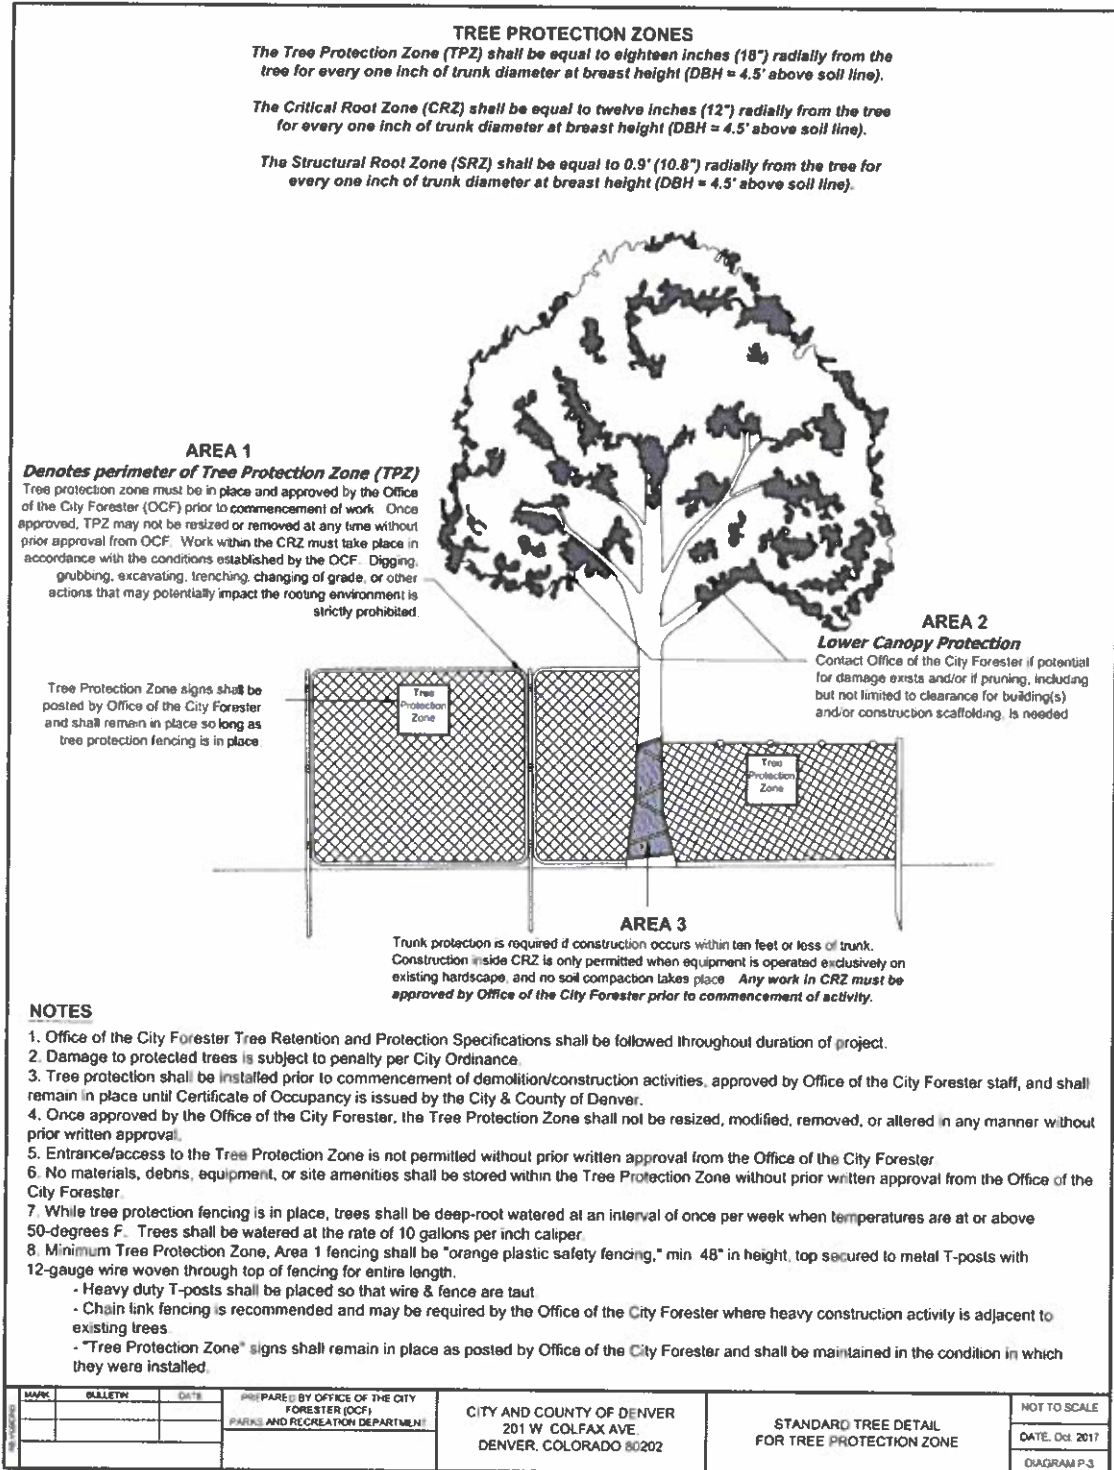 TREE PROTECTION ZONES
The Tree Protection Zone (TPZ) shall be equal to eighteen inches (18") radially from the
tree for every one inch of trunk diameter at breast height (DBH = 4.5' above soil line).
The Critical Root Zone (CRZ) shall be equal to twelve inches (12") radially from the tree
for every one inch of trunk diameter at breast height (DBH = 4.5' above soil line).
The Structural Root Zone (SRZ) shall be equal to 0.9' (10.8") radially from the tree for
every one inch of trunk diameter at breast height (DBH = 4.5' above soil line).
AREA 1
Denotes perimeter of Tree Protection Zone (TPZ)
Tree protection zone must be in place and approved by the Office
of the City Forester (OCF) prior to commencement of work Once
approved, TPZ may not be resized or removed at any time without
prior approval from OCF. Work within the CRZ must take place in
accordance with the conditions established by the OCF. Digging,
grubbing, excavating, trenching, changing of grade, or other
actions that may potentially impact the rooting environment is
strictly prohibited.
AREA 2
Lower Canopy Protection
Contact Office of the City Forester if potential
for damage exists and/or if pruning, including
but not limited to clearance for building(s)
and/or construction scaffolding, is needed
Tree Protection Zone signs shall be
posted by Office of the City Forester
and shall remain in place so long as
tree protection fencing is in place
Tree
Protection
Zone
Tree
Protection
Zone
AREA 3
Trunk protection is required if construction occurs within ten feet or less of trunk.
Construction inside CRZ is only permitted when equipment is operated exclusively on
existing hardscape, and no soil compaction takes place Any work in CRZ must be
approved by Office of the City Forester prior to commencement of activity.
NOTES
1. Office of the City Forester Tree Retention and Protection Specifications shall be followed throughout duration of project.
2. Damage to protected trees is subject to penalty per City Ordinance.
3. Tree protection shall be installed prior to commencement of demolition/construction activities, approved by Office of the City Forester staff, and shall
remain in place until Certificate of Occupancy is issued by the City & County of Denver.
4. Once approved by the Office of the City Forester, the Tree Protection Zone shall not be resized, modified, removed, or altered in any manner without
prior written approval.
5. Entrance/access to the Tree Protection Zone is not permitted without prior written approval from the Office of the City Forester
6. No materials, debris, equipment, or site amenities shall be stored within the Tree Protection Zone without prior written approval from the Office of the
City Forester.
7. While tree protection fencing is in place, trees shall be deep-root watered at an interval of once per week when temperatures are at or above
50-degrees F. Trees shall be watered at the rate of 10 gallons per inch caliper
8. Minimum Tree Protection Zone, Area 1 fencing shall be "orange plastic safety fencing," min 48" in height, top secured to metal T-posts with
12-gauge wire woven through top of fencing for entire length.
- Heavy duty T-posts shall be placed so that wire & fence are taut
- Chain link fencing is recommended and may be required by the Office of the City Forester where heavy construction activity is adjacent to
existing trees
- "Tree Protection Zone" signs shall remain in place as posted by Office of the City Forester and shall be maintained in the condition in which
they were installed.
REVISIONS
MARK BULLETIN DATE
PREPARED BY OFFICE OF THE CITY
FORESTER (OCF)
PARKS AND RECREATION DEPARTMENT
CITY AND COUNTY OF DENVER
201 W COLFAX AVE.
DENVER, COLORADO 80202
STANDARD TREE DETAIL
FOR TREE PROTECTION ZONE
NOT TO SCALE
DATE. Oct. 2017
DIAGRAM P-3